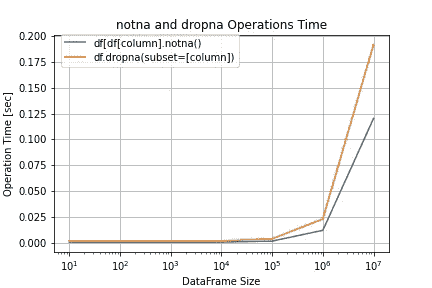 notna and dropna Operations Time
df[df[column].notna()
df.dropna(subset=[column])
Operation Time [sec]
0.200
0.175
0.150
0.125
0.100
0.075
0.050
0.025
0.000
10¹ 10² 10³ 10⁴ 10⁵ 10⁶ 10⁷
DataFrame Size